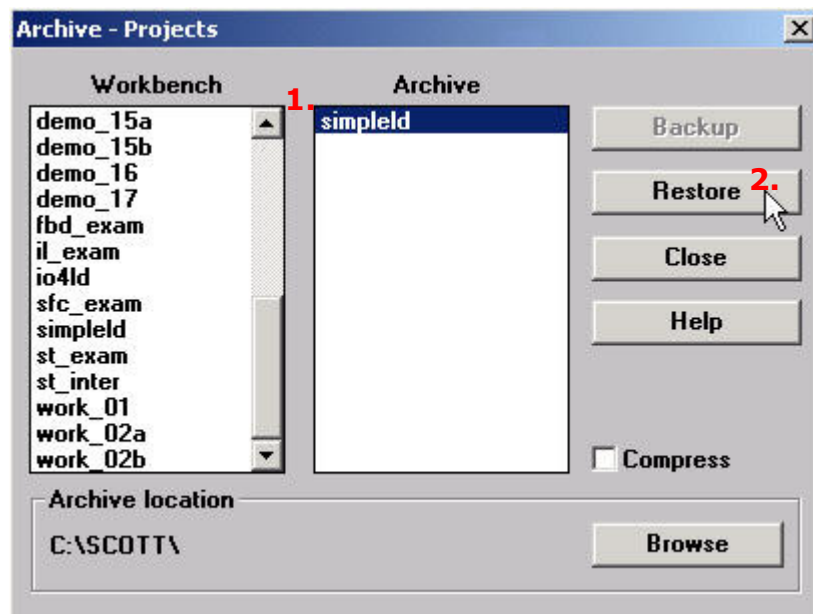 Archive - Projects
Workbench
1.
Archive
demo_15a
demo_15b
demo_16
demo_17
fbd_exam
il_exam
io4ld
sfc_exam
simpleld
st_exam
st_inter
work_01
work_02a
work_02b
simpleld
Backup
Restore
2.
Close
Help
Compress
Archive location
C:\SCOTT\
Browse